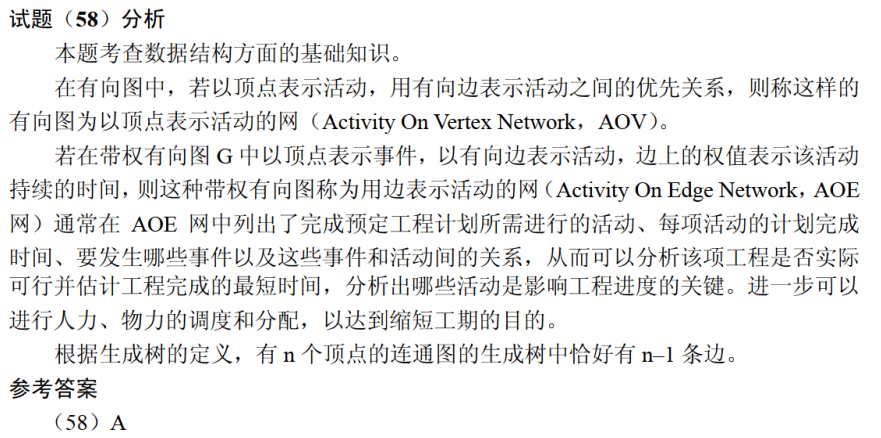 试题（58）分析
本题考查数据结构方面的基础知识。
在有向图中，若以顶点表示活动，用有向边表示活动之间的优先关系，则称这样的
有向图为以顶点表示活动的网（Activity On Vertex Network，AOV）。
若在带权有向图 G 中以顶点表示事件，以有向边表示活动，边上的权值表示该活动
持续的时间，则这种带权有向图称为用边表示活动的网（Activity On Edge Network，AOE
网）通常在 AOE 网中列出了完成预定工程计划所需进行的活动、每项活动的计划完成
时间、要发生哪些事件以及这些事件和活动间的关系，从而可以分析该项工程是否实际
可行并估计工程完成的最短时间，分析出哪些活动是影响工程进度的关键。进一步可以
进行人力、物力的调度和分配，以达到缩短工期的目的。
根据生成树的定义，有 n 个顶点的连通图的生成树中恰好有 n–1 条边。
参考答案
（58）A